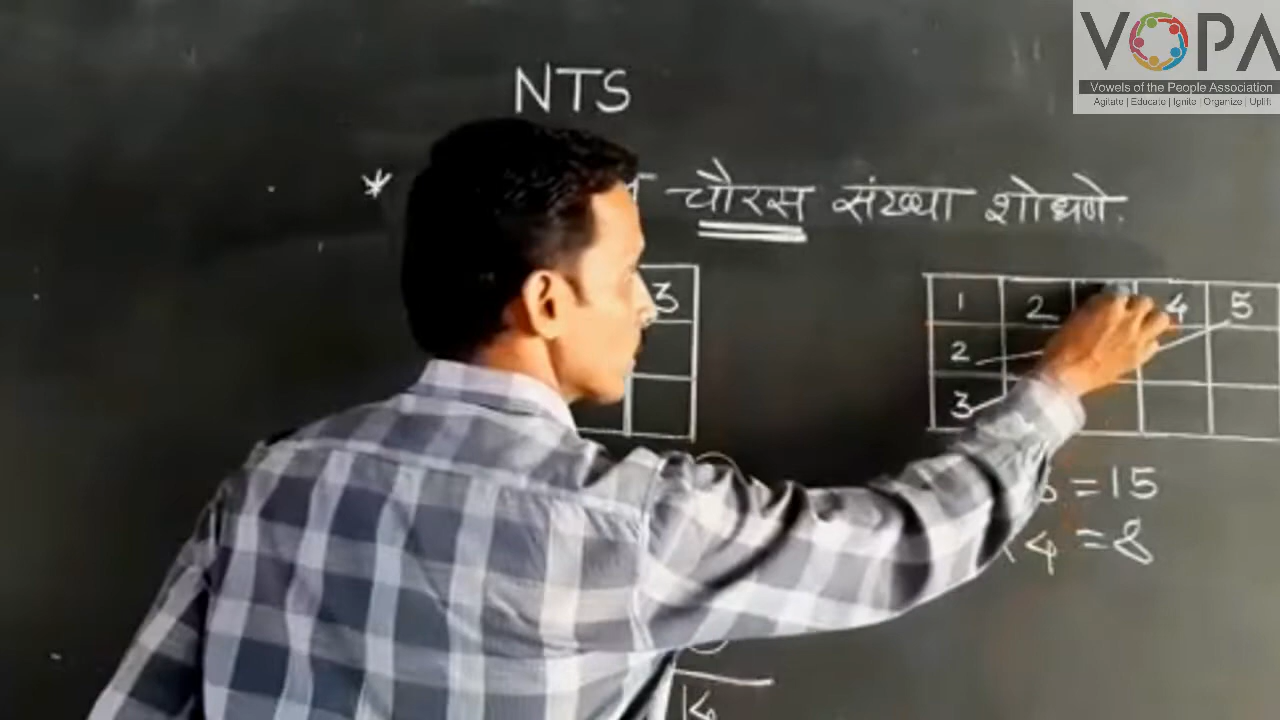 VOPA
Vowels of the People Association
Agitate | Educate | Ignite | Organize | Uplift
NTS
* चौरस संख्या शोधणे.
3
1 2 4 5
2
3
= 15
4 = 8